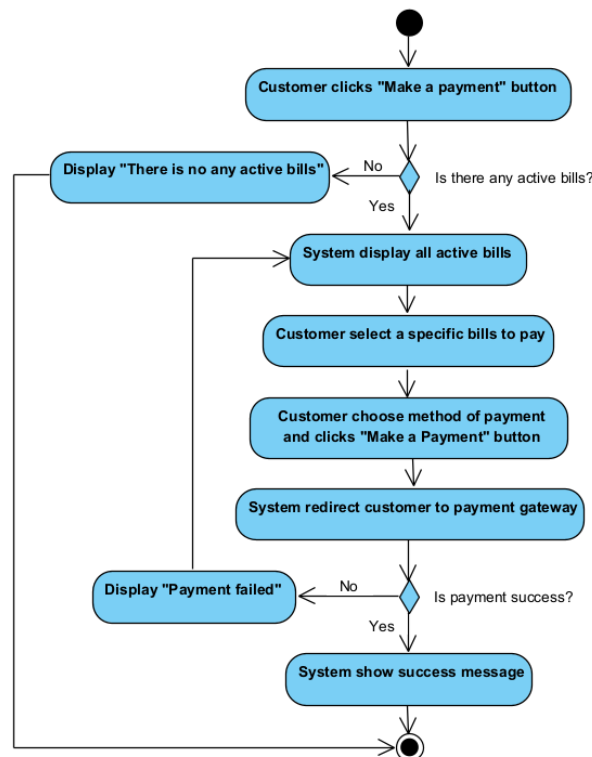 Customer clicks "Make a payment" button
Display "There is no any active bills"
No
Is there any active bills?
Yes
System display all active bills
Customer select a specific bills to pay
Customer choose method of payment
and clicks "Make a Payment" button
System redirect customer to payment gateway
Display "Payment failed"
No
Is payment success?
Yes
System show success message